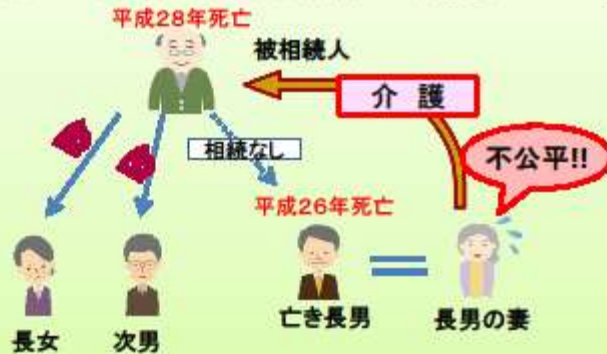 平成28年死亡
被相続人
介護
相続なし
不公平!!
平成26年死亡
亡き長男
長男の妻
長女
次男